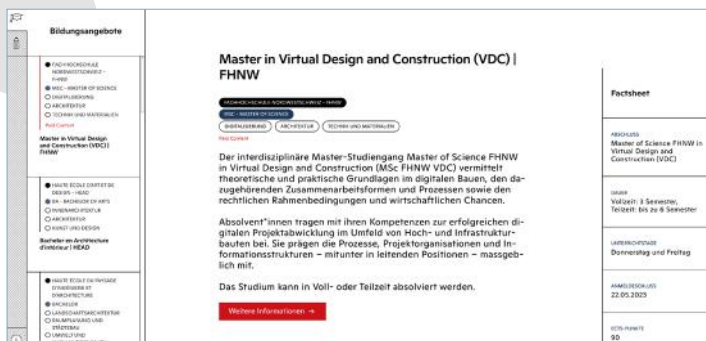 Bildungsangebote
FACHHOCHSCHULE
NORDWESTSCHWEIZ –
FHNW
MSC – MASTER OF SCIENCE
DIGITALISIERUNG
ARCHITEKTUR
TECHNIK UND MATERIALIEN
Paid Content
Master in Virtual Design
and Construction (VDC) |
FHNW
HAUTE ÉCOLE D'ART ET DE
DESIGN – HEAD
BA – BACHELOR OF ARTS
INNENARCHITEKTUR
ARCHITEKTUR
KUNST UND DESIGN
Bachelor en Architecture
d'intérieur | HEAD
HAUTE ÉCOLE DU PAYSAGE
D'INGÉNIERIE ET
D'ARCHITECTURE
BACHELOR
LANDSCHAFTSARCHITEKTUR
RAUMPLANUNG UND
STÄDTEBAU
UMWELT UND
Master in Virtual Design and Construction (VDC) |
FHNW
FACHHOCHSCHULE NORDWESTSCHWEIZ – FHNW
MSC – MASTER OF SCIENCE
DIGITALISIERUNG ARCHITEKTUR TECHNIK UND MATERIALIEN
Paid Content
Der interdisziplinäre Master-Studiengang Master of Science FHNW
in Virtual Design and Construction (MSc FHNW VDC) vermittelt
theoretische und praktische Grundlagen im digitalen Bauen, den da-
zugehörenden Zusammenarbeitsformen und Prozessen sowie den
rechtlichen Rahmenbedingungen und wirtschaftlichen Chancen.
Absolvent*innen tragen mit ihren Kompetenzen zur erfolgreichen di-
gitalen Projektabwicklung im Umfeld von Hoch- und Infrastruktur-
bauten bei. Sie prägen die Prozesse, Projektorganisationen und In-
formationsstrukturen – mitunter in leitenden Positionen – massgeb-
lich mit.
Das Studium kann in Voll- oder Teilzeit absolviert werden.
Weitere Informationen →
Factsheet
ABSCHLUSS
Master of Science FHNW in
Virtual Design and
Construction (VDC)
DAUER
Vollzeit: 3 Semester,
Teilzeit: bis zu 6 Semester
UNTERRICHTSTAGE
Donnerstag und Freitag
ANMELDESCHLUSS
22.05.2025
ECTS-PUNKTE
90